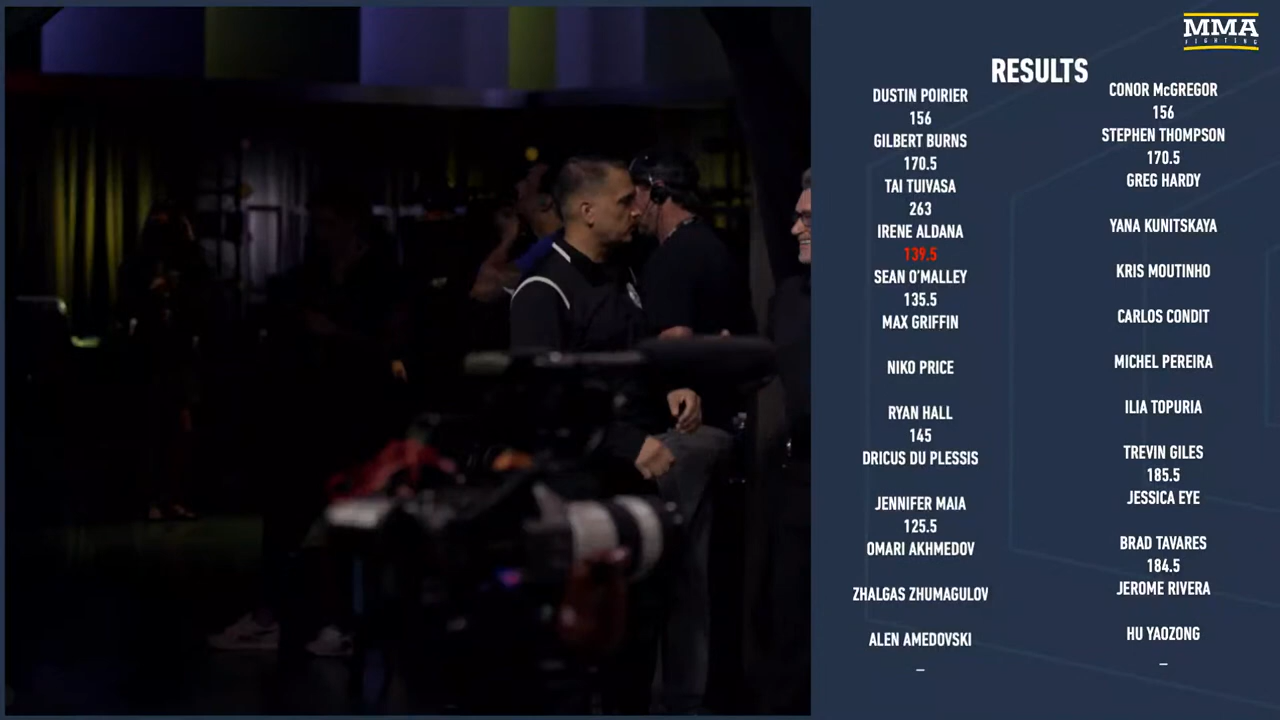 MMA
FIGHTING
RESULTS
DUSTIN POIRIER
156
GILBERT BURNS
170.5
TAI TUIVASA
263
IRENE ALDANA
139.5
SEAN O'MALLEY
135.5
MAX GRIFFIN
NIKO PRICE
RYAN HALL
145
DRICUS DU PLESSIS
JENNIFER MAIA
125.5
OMARI AKHMEDOV
ZHALGAS ZHUMAGULOV
ALEN AMEDOVSKI
–
CONOR McGREGOR
156
STEPHEN THOMPSON
170.5
GREG HARDY
YANA KUNITSKAYA
KRIS MOUTINHO
CARLOS CONDIT
MICHEL PEREIRA
ILIA TOPURIA
TREVIN GILES
185.5
JESSICA EYE
BRAD TAVARES
184.5
JEROME RIVERA
HU YAOZONG
–